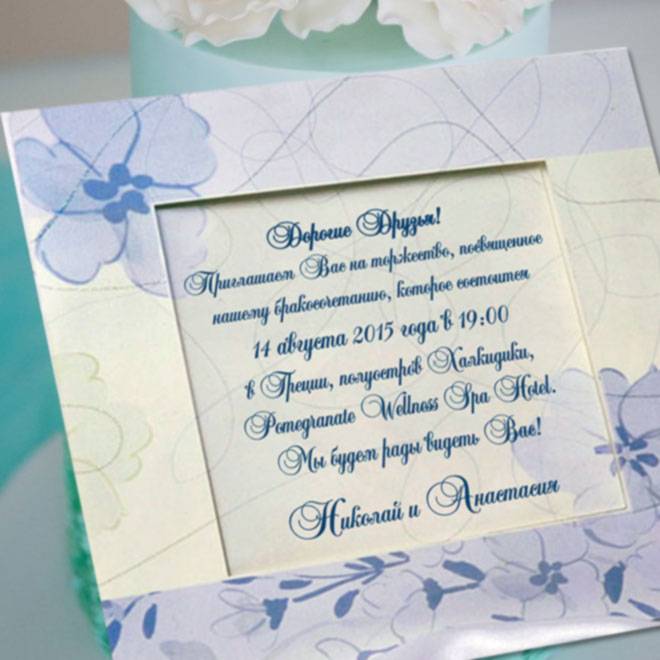 Дорогие Друзья!
Приглашаем Вас на торжество, посвященное
нашему бракосочетанию, которое состоится
14 августа 2015 года в 19:00
в Греции, полуостров Халкидики,
Pomegranate Wellness Spa Hotel.
Мы будем рады видеть Вас!
Николай и Анастасия